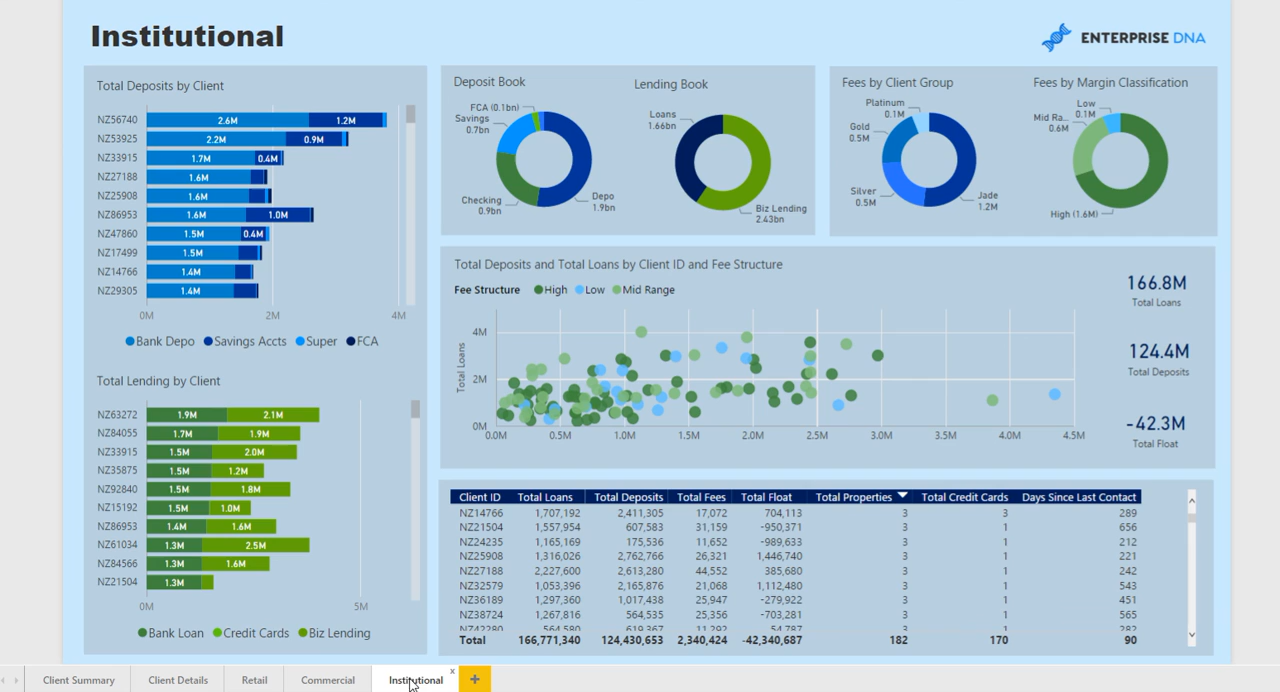 Institutional
ENTERPRISE DNA
Total Deposits by Client
NZ56740 2.6M 1.2M
NZ53925 2.2M 0.9M
NZ33915 1.7M 0.4M
NZ27188 1.6M
NZ25908 1.6M
NZ86953 1.6M 1.0M
NZ47860 1.5M 0.4M
NZ17499 1.5M
NZ14766 1.4M
NZ29305 1.4M
0M 2M 4M
Bank Depo Savings Accts Super FCA
Total Lending by Client
NZ63272 1.9M 2.1M
NZ84055 1.7M 1.9M
NZ33915 1.5M 2.0M
NZ35875 1.5M 1.2M
NZ92840 1.5M 1.8M
NZ15192 1.5M 1.0M
NZ86953 1.4M 1.6M
NZ61034 1.3M 2.5M
NZ84566 1.3M 1.6M
NZ21504 1.3M
0M 5M
Bank Loan Credit Cards Biz Lending
Deposit Book
FCA (0.1bn)
Savings
0.7bn
Checking
0.9bn
Depo
1.9bn
Lending Book
Loans
1.66bn
Biz Lending
2.43bn
Fees by Client Group
Platinum
0.1M
Gold
0.5M
Silver
0.5M
Jade
1.2M
Fees by Margin Classification
Low
0.1M
Mid Ra...
0.6M
High (1.6M)
Total Deposits and Total Loans by Client ID and Fee Structure
Fee Structure High Low Mid Range
Total Loans
4M
2M
0M
0.0M 0.5M 1.0M 1.5M 2.0M 2.5M 3.0M 3.5M 4.0M 4.5M
166.8M
Total Loans
124.4M
Total Deposits
-42.3M
Total Float
Client ID Total Loans Total Deposits Total Fees Total Float Total Properties Total Credit Cards Days Since Last Contact
NZ14766 1,707,192 2,411,305 17,072 704,113 3 3 289
NZ21504 1,557,954 607,583 31,159 -950,371 3 1 656
NZ24235 1,165,169 175,536 11,652 -989,633 3 1 212
NZ25908 1,316,026 2,762,766 26,321 1,446,740 3 1 221
NZ27188 2,227,600 2,613,280 44,552 385,680 3 1 242
NZ32579 1,053,396 2,165,876 21,068 1,112,480 3 1 543
NZ36189 1,297,360 1,017,438 25,947 -279,922 3 1 451
NZ38724 1,267,816 564,535 25,356 -703,281 3 1 565
Total 166,771,340 124,430,653 2,340,424 -42,340,687 182 170 90
Client Summary Client Details Retail Commercial Institutional x +